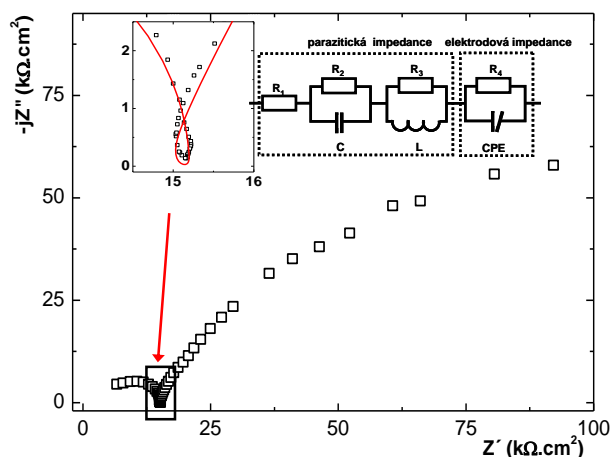 parazitická impedance elektrodová impedance
R1
R2
C
R3
L
R4
CPE
2
1
0
15
16
16
-jZ" (kΩ.cm²)
75
50
25
0
0
25
50
75
100
Z´ (kΩ.cm²)